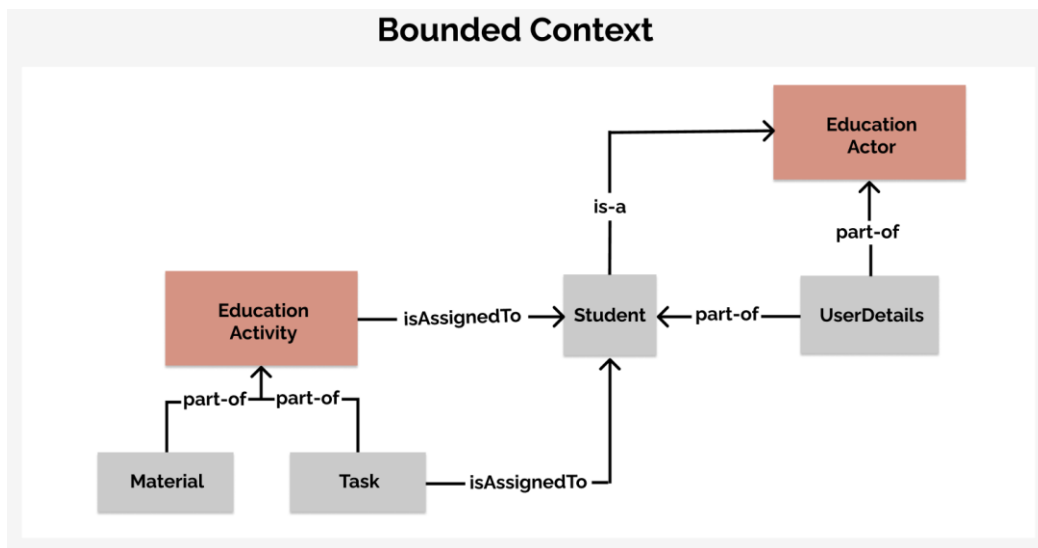 Bounded Context
Education
Actor
is-a
part-of
Education
Activity
isAssignedTo
Student
part-of
UserDetails
part-of
part-of
Material
Task
isAssignedTo